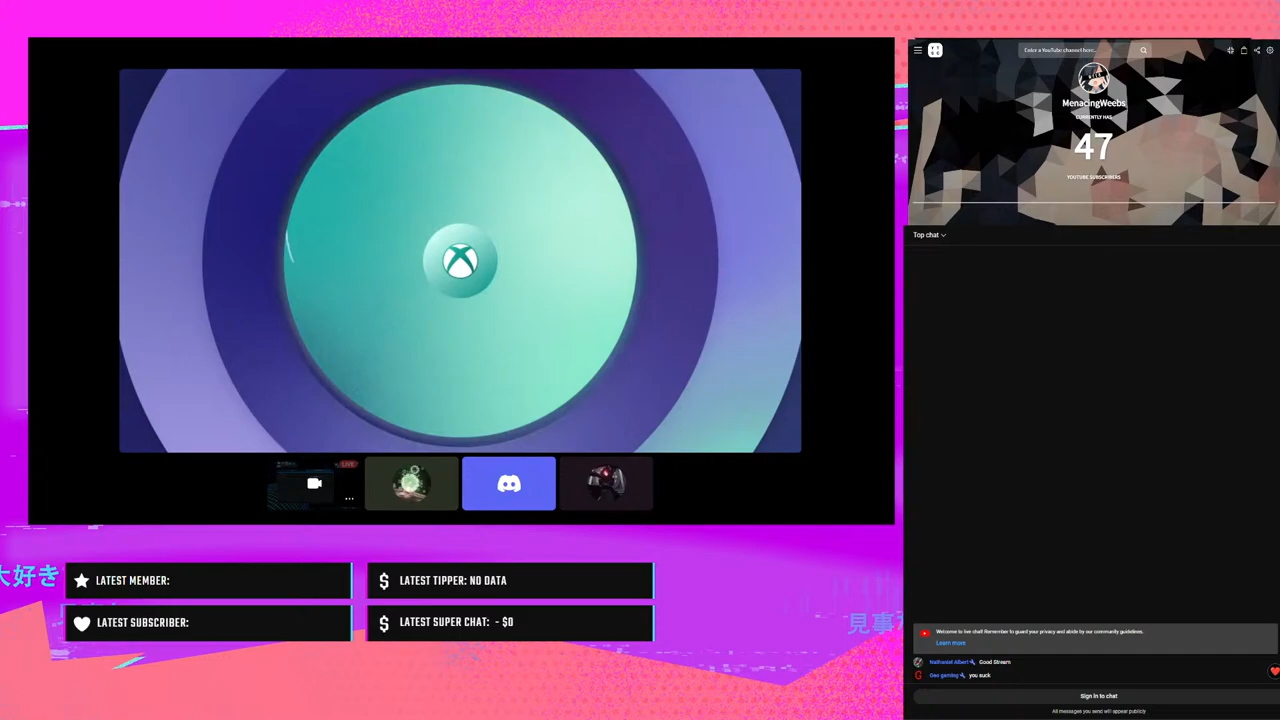 Enter a YouTube channel here...
MenacingWeebs
CURRENTLY HAS
47
YOUTUBE SUBSCRIBERS
Top chat
LIVE
大好き
LATEST MEMBER:
LATEST TIPPER: NO DATA
LATEST SUBSCRIBER:
LATEST SUPER CHAT:  - $0
見事
Welcome to live chat! Remember to guard your privacy and abide by our community guidelines.
Learn more
Nathaniel Albert Good Stream
Geo gaming you suck
Sign in to chat
All messages you send will appear publicly